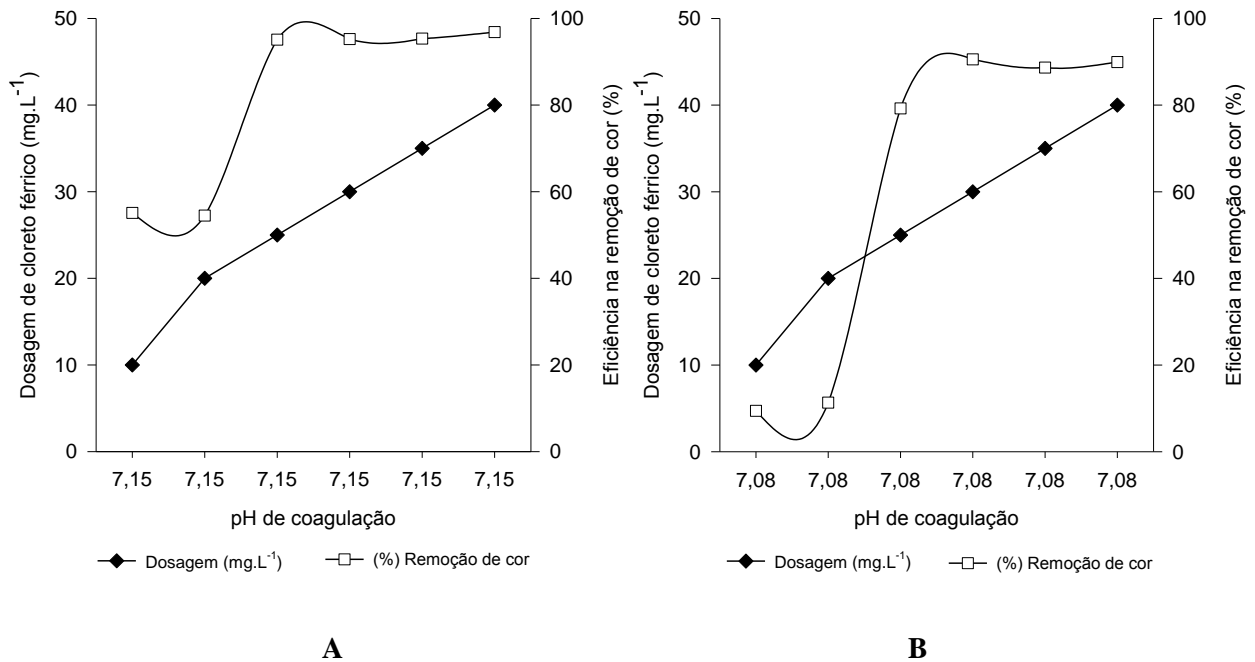 Dosagem de cloreto férrico (mg.L-1)
50
40
30
20
10
0
100
80
60
40
20
0
Eficiência na remoção de cor (%)
7,15 7,15 7,15 7,15 7,15 7,15
pH de coagulação
Dosagem (mg.L-1) (%) Remoção de cor
A
Dosagem de cloreto férrico (mg.L-1)
50
40
30
20
10
0
100
80
60
40
20
0
Eficiência na remoção de cor (%)
7,08 7,08 7,08 7,08 7,08 7,08
pH de coagulação
Dosagem (mg.L-1) (%) Remoção de cor
B